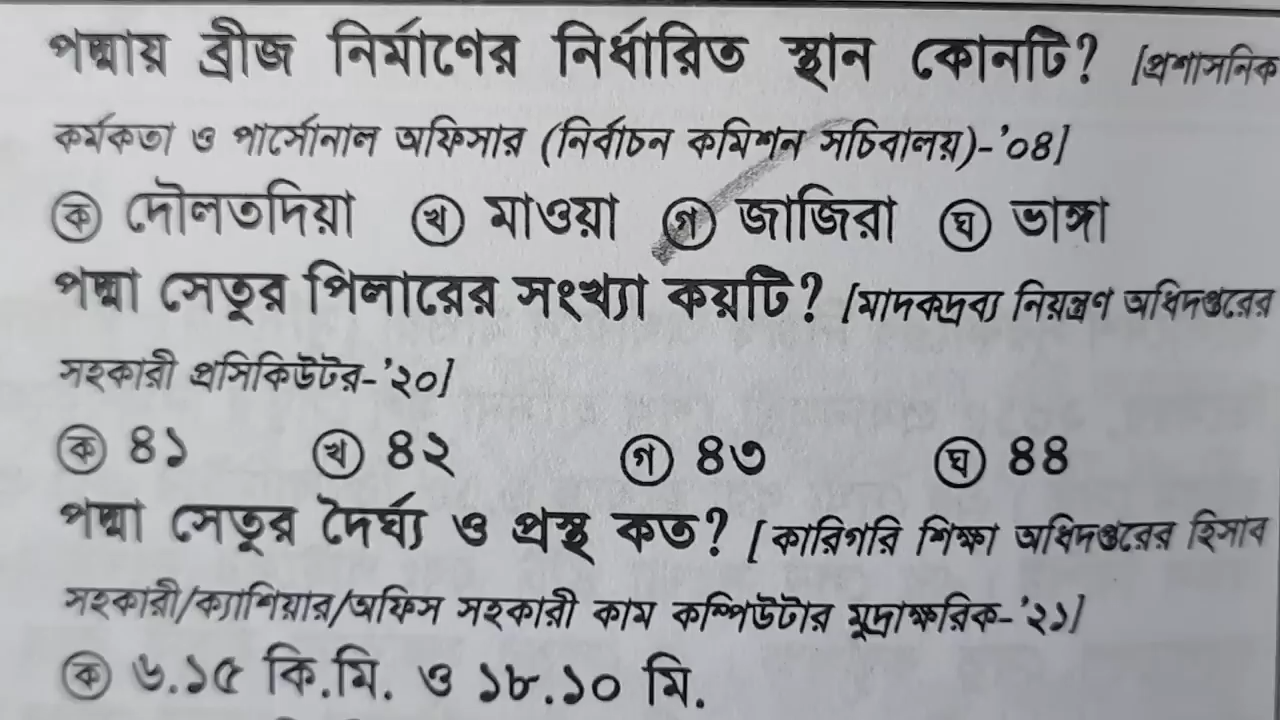 পদ্মায় ব্রীজ নির্মাণের নির্ধারিত স্থান কোনটি? [প্রশাসনিক
কর্মকতা ও পার্সোনাল অফিসার (নির্বাচন কমিশন সচিবালয়)-'০৪]
ক দৌলতদিয়া খ মাওয়া গ জাজিরা ঘ ভাঙ্গা
পদ্মা সেতুর পিলারের সংখ্যা কয়টি? [মাদকদ্রব্য নিয়ন্ত্রণ অধিদপ্তরের
সহকারী প্রসিকিউটর-'২০]
ক ৪১ খ ৪২ গ ৪৩ ঘ ৪৪
পদ্মা সেতুর দৈর্ঘ্য ও প্রস্থ কত? [ কারিগরি শিক্ষা অধিদপ্তরের হিসাব
সহকারী/ক্যাশিয়ার/অফিস সহকারী কাম কম্পিউটার মুদ্রাক্ষরিক-'২১]
ক ৬.১৫ কি.মি. ও ১৮.১০ মি.